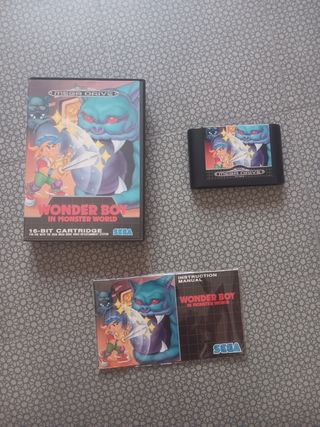 MEGA DRIVE
WONDER BOY
IN MONSTER WORLD
16-BIT CARTRIDGE
SEGA
MEGA DRIVE
INSTRUCTION
MANUAL
WONDER BOY
IN MONSTER WORLD
SEGA